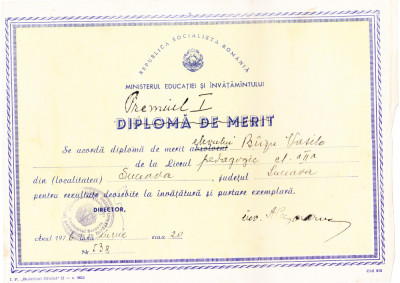 REPUBLICA SOCIALISTĂ ROMÂNIA
MINISTERUL EDUCAŢIEI ŞI ÎNVĂŢĂMÎNTULUI
Premiul I
DIPLOMĂ DE MERIT
Se acordă diplomă de merit elevului Bîrgu Vasile
de la Liceul pedagogic cl.
din (localitatea) Suceava, judeţul Suceava
pentru rezultate deosebite la învăţătură şi purtare exemplară.
DIRECTOR,
Anul 197 luna iunie ziua 20
Nr. 538